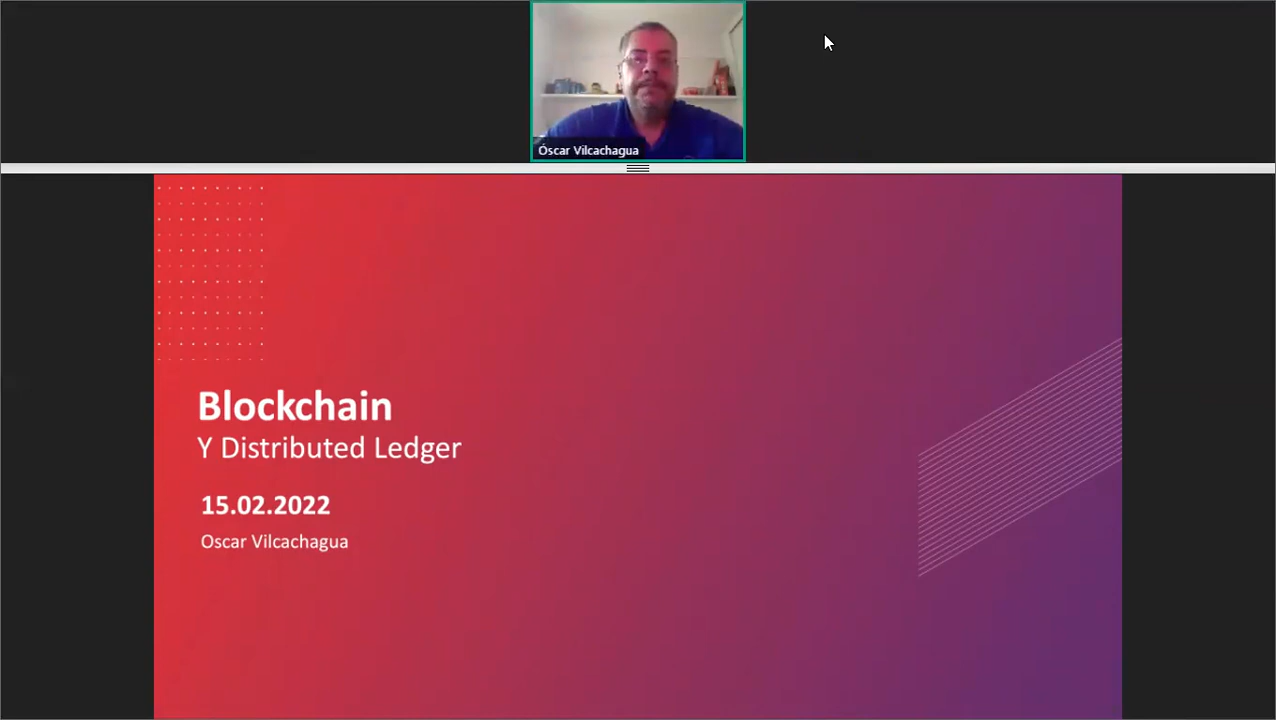 Óscar Vilcachagua
Blockchain
Y Distributed Ledger
15.02.2022
Oscar Vilcachagua